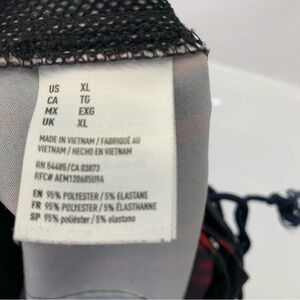 US XL
CA TG
MX EXG
UK XL
MADE IN VIETNAM / FABRIQUÉ AU
VIETNAM / HECHO EN VIETNAM
RN 54485/CA 03873
RFC# AEM120605U9A
EN 95% POLYESTER / 5% ELASTANE
FR 95% POLYESTER / 5% ÉLASTHANNE
SP 95% poliéster / 5% elastano